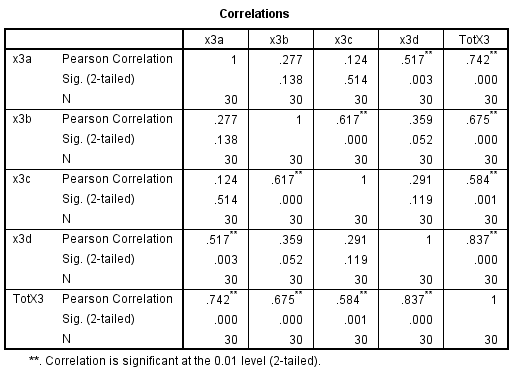 Correlations
x3a x3b x3c x3d TotX3
x3a Pearson Correlation 1 .277 .124 .517** .742**
Sig. (2-tailed) .138 .514 .003 .000
N 30 30 30 30 30
x3b Pearson Correlation .277 1 .617** .359 .675**
Sig. (2-tailed) .138 .000 .052 .000
N 30 30 30 30 30
x3c Pearson Correlation .124 .617** 1 .291 .584**
Sig. (2-tailed) .514 .000 .119 .001
N 30 30 30 30 30
x3d Pearson Correlation .517** .359 .291 1 .837**
Sig. (2-tailed) .003 .052 .119 .000
N 30 30 30 30 30
TotX3 Pearson Correlation .742** .675** .584** .837** 1
Sig. (2-tailed) .000 .000 .001 .000
N 30 30 30 30 30
**. Correlation is significant at the 0.01 level (2-tailed).